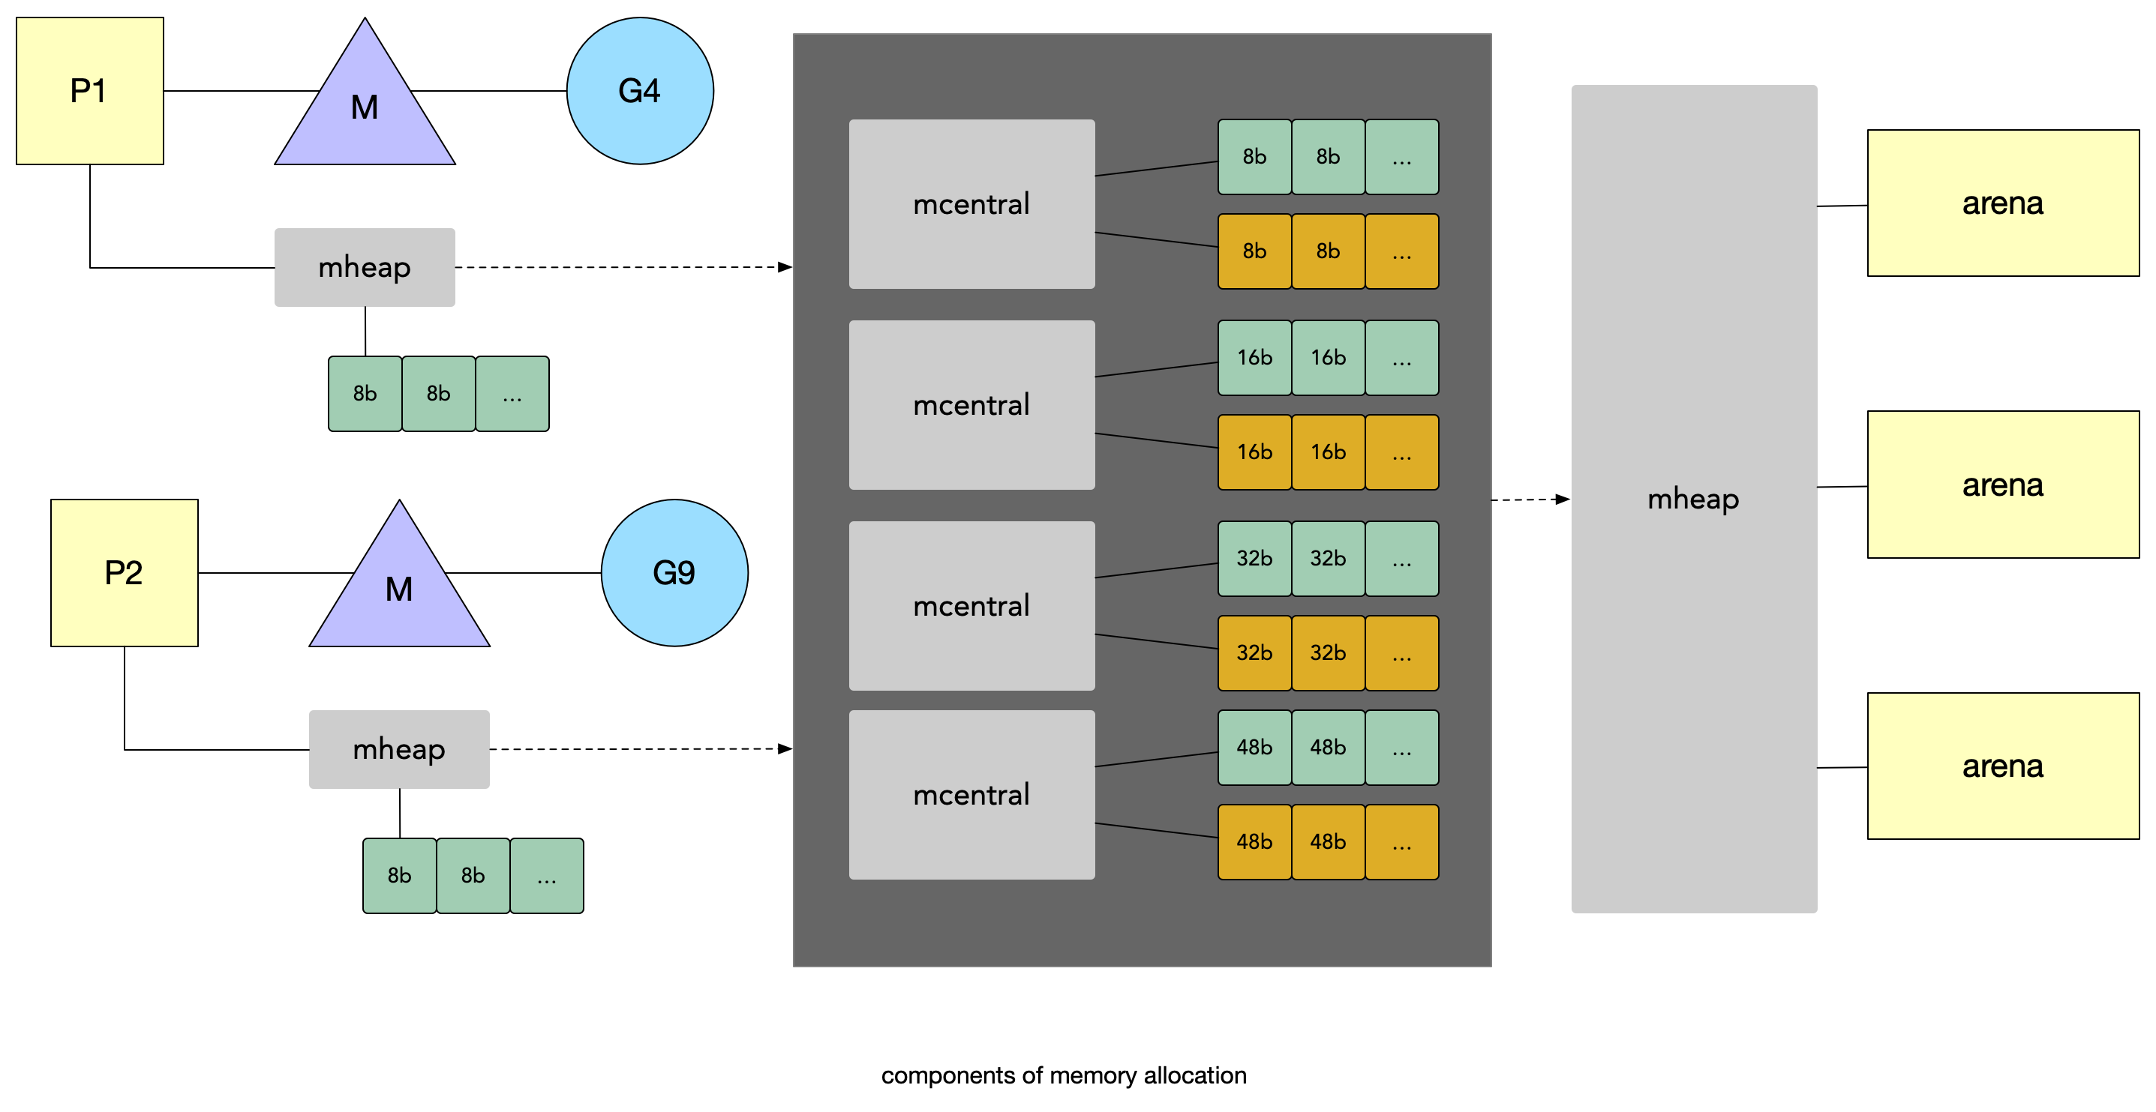 P1
M
G4
mheap
8b 8b ...
P2
M
G9
mheap
8b 8b ...
mcentral
8b 8b ...
8b 8b ...
mcentral
16b 16b ...
16b 16b ...
mcentral
32b 32b ...
32b 32b ...
mcentral
48b 48b ...
48b 48b ...
mheap
arena
arena
arena
components of memory allocation